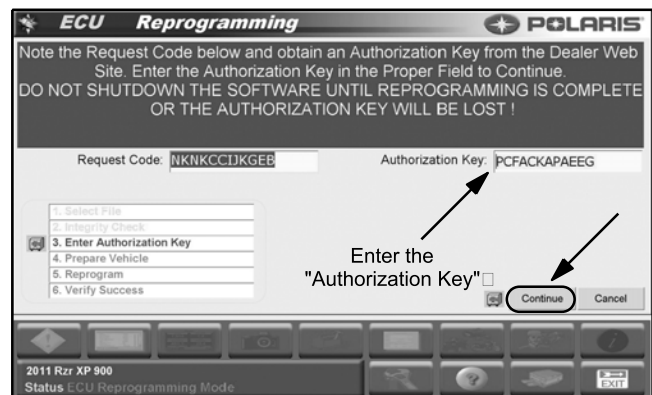 ECU Reprogramming
POLARIS
Note the Request Code below and obtain an Authorization Key from the Dealer Web
Site. Enter the Authorization Key in the Proper Field to Continue.
DO NOT SHUTDOWN THE SOFTWARE UNTIL REPROGRAMMING IS COMPLETE
OR THE AUTHORIZATION KEY WILL BE LOST !
Request Code: NKNKCCIJKGEB Authorization Key: PCFACKAPAEEG
1. Select File
2. Integrity Check
3. Enter Authorization Key
4. Prepare Vehicle
5. Reprogram
6. Verify Success
Enter the
"Authorization Key"
Continue
Cancel
2011 Rzr XP 900
Status ECU Reprogramming Mode
EXIT